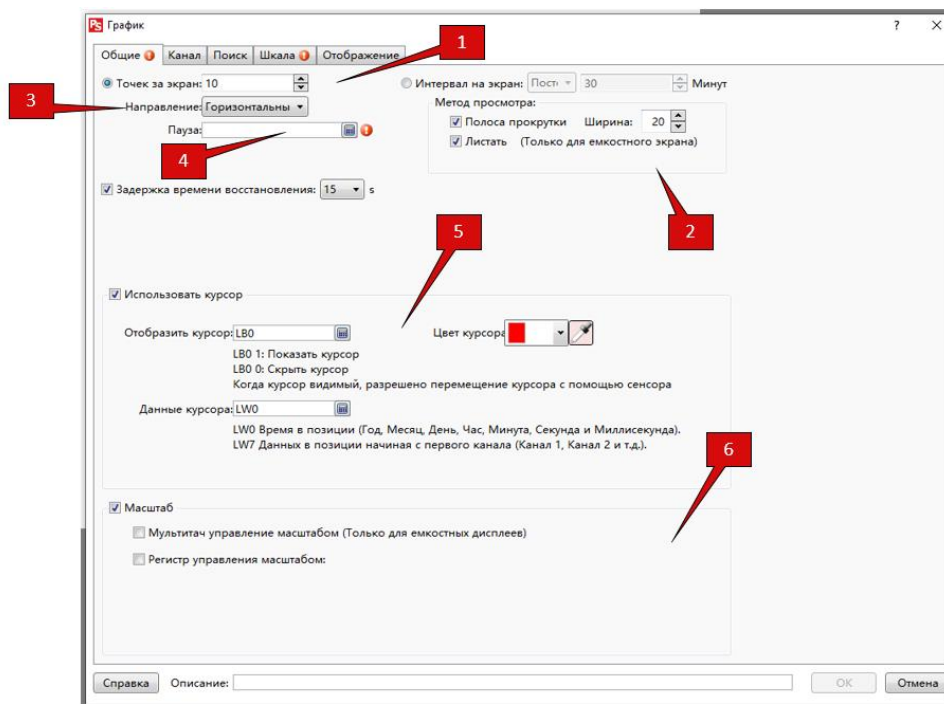 PS График ? ×
Общие Канал Поиск Шкала Отображение
1
Точек за экран: 10 Интервал на экран: Пост 30 Минут
3
Направление: Горизонтальны Метод просмотра:
Полоса прокрутки Ширина: 20
Пауза:
4
Листать (Только для емкостного экрана)
Задержка времени восстановления: 15 s
5
2
Использовать курсор
Отобразить курсор: LB0 Цвет курсора
LB0 1: Показать курсор
LB0 0: Скрыть курсор
Когда курсор видимый, разрешено перемещение курсора с помощью сенсора
Данные курсора: LW0
LW0 Время в позиции (Год, Месяц, День, Час, Минута, Секунда и Миллисекунда).
LW7 Данных в позиции начиная с первого канала (Канал 1, Канал 2 и т.д.).
6
Масштаб
Мультитач управление масштабом (Только для емкостных дисплеев)
Регистр управления масштабом:
Справка Описание: OK Отмена